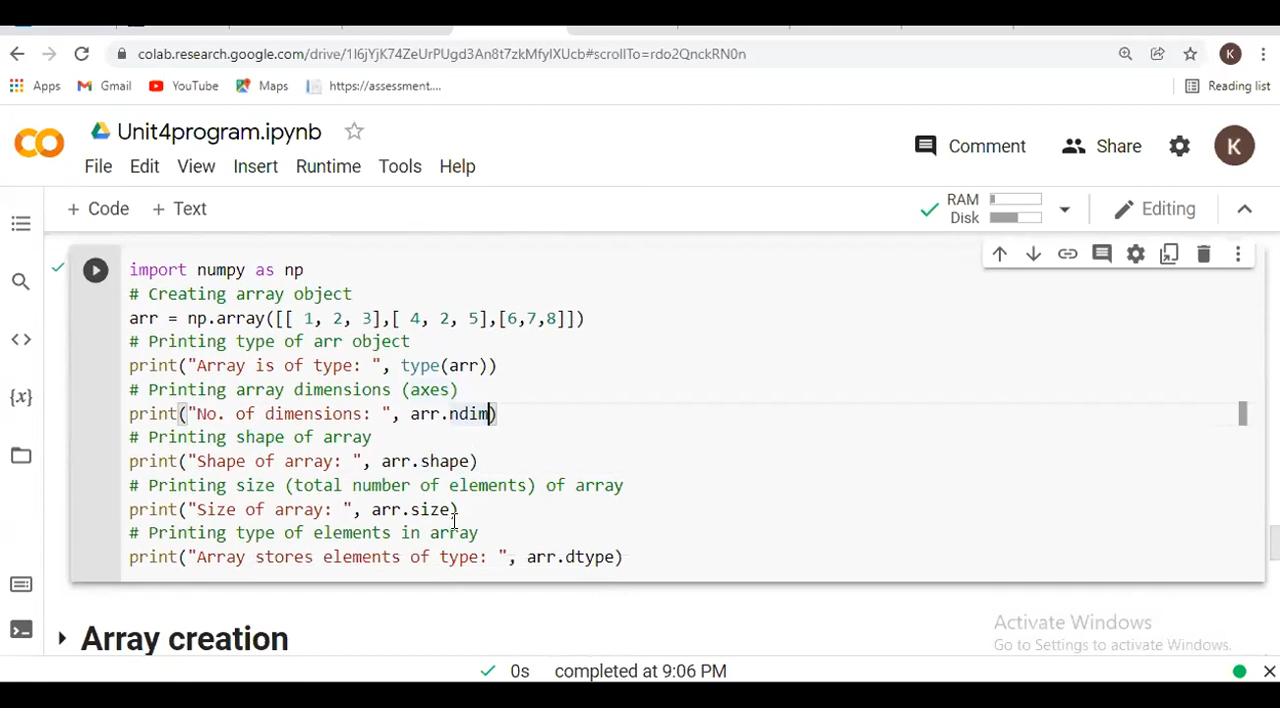 colab.research.google.com/drive/1l6jYjK74ZeUrPUgd3An8t7zkMfylXUcb#scrollTo=rdo2QnckRN0n
K
Apps Gmail YouTube Maps https://assessment.... Reading list
CO Unit4program.ipynb
File Edit View Insert Runtime Tools Help
Comment Share K
+ Code + Text RAM Disk Editing
import numpy as np
# Creating array object
arr = np.array([[ 1, 2, 3],[ 4, 2, 5],[6,7,8]])
# Printing type of arr object
print("Array is of type: ", type(arr))
# Printing array dimensions (axes)
print("No. of dimensions: ", arr.ndim)
# Printing shape of array
print("Shape of array: ", arr.shape)
# Printing size (total number of elements) of array
print("Size of array: ", arr.size)
# Printing type of elements in array
print("Array stores elements of type: ", arr.dtype)
{x}
Array creation
Activate Windows
Go to Settings to activate Windows.
0s completed at 9:06 PM